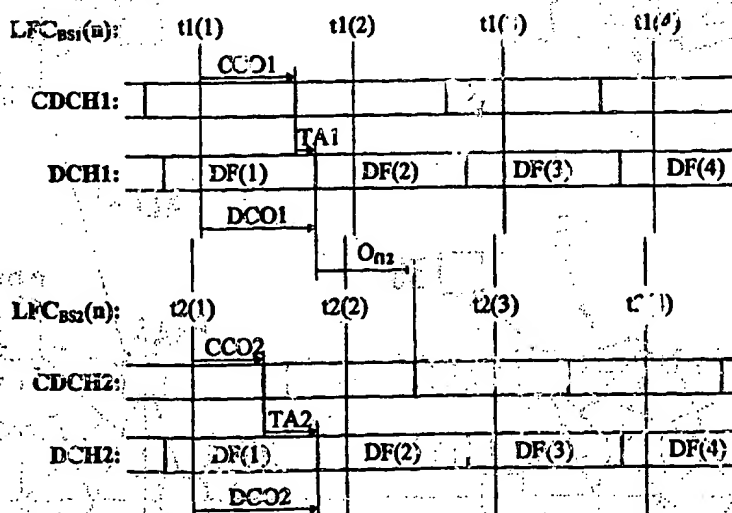 LFC_BS1(n): t1(1) t1(2)
CCO1
CDCH1:
TA1
DCH1: DF(1) DF(2) DF(3) DF(4)
DCO1
O_f12
LFC_BS2(n): t2(1) t2(2) t2(3)
CCO2
CDCH2:
TA2
DCH2: DF(1) DF(2) DF(3) DF(4)
DCO2